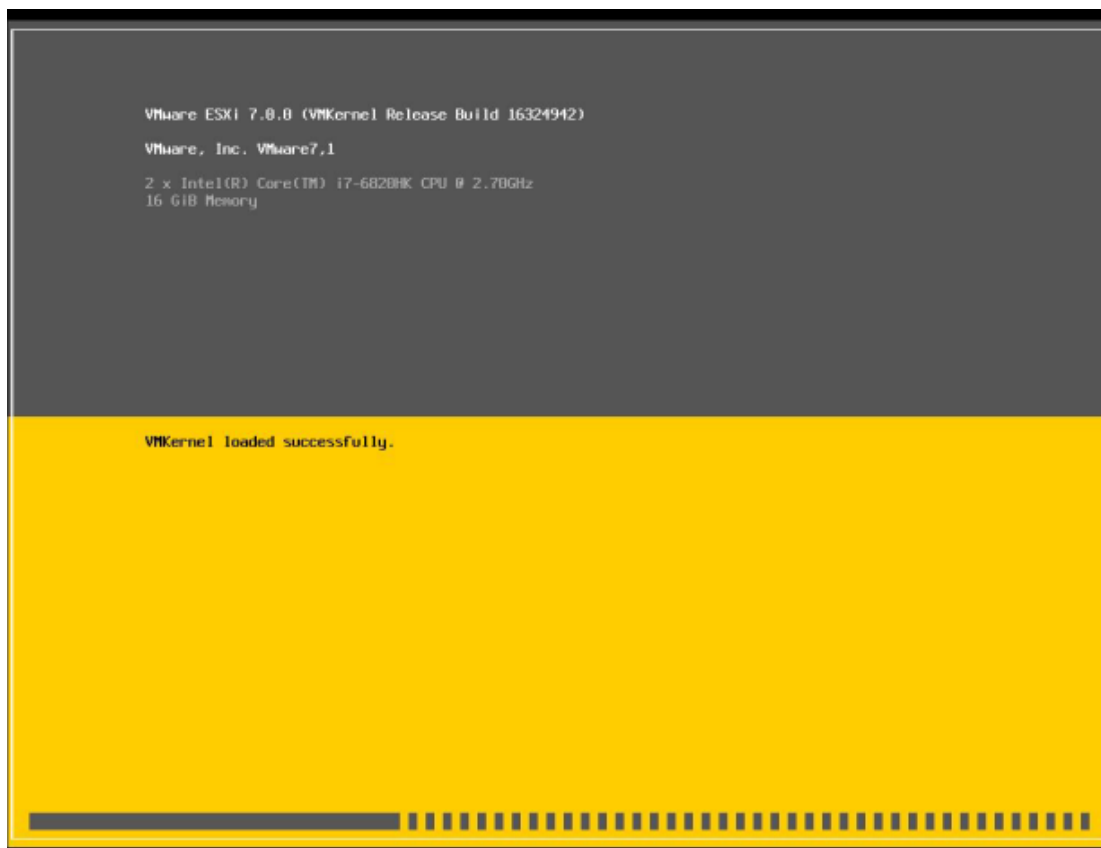 VMware ESXi 7.0.0 (VMKernel Release Build 16324942)
VMware, Inc. VMware7,1
2 x Intel(R) Core(TM) i7-6820HK CPU @ 2.70GHz
16 GiB Memory
VMKernel loaded successfully.